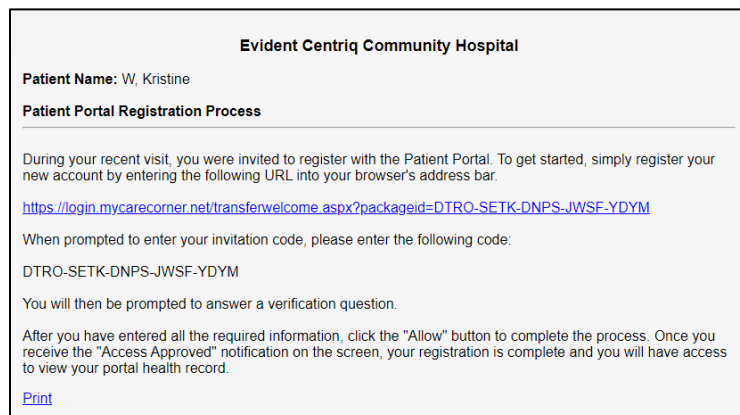 Evident Centriq Community Hospital
Patient Name: W, Kristine
Patient Portal Registration Process
During your recent visit, you were invited to register with the Patient Portal. To get started, simply register your
new account by entering the following URL into your browser's address bar.
https://login.mycarecorner.net/transferwelcome.aspx?packageid=DTRO-SETK-DNPS-JWSF-YDYM
When prompted to enter your invitation code, please enter the following code:
DTRO-SETK-DNPS-JWSF-YDYM
You will then be prompted to answer a verification question.
After you have entered all the required information, click the "Allow" button to complete the process. Once you
receive the "Access Approved" notification on the screen, your registration is complete and you will have access
to view your portal health record.
Print